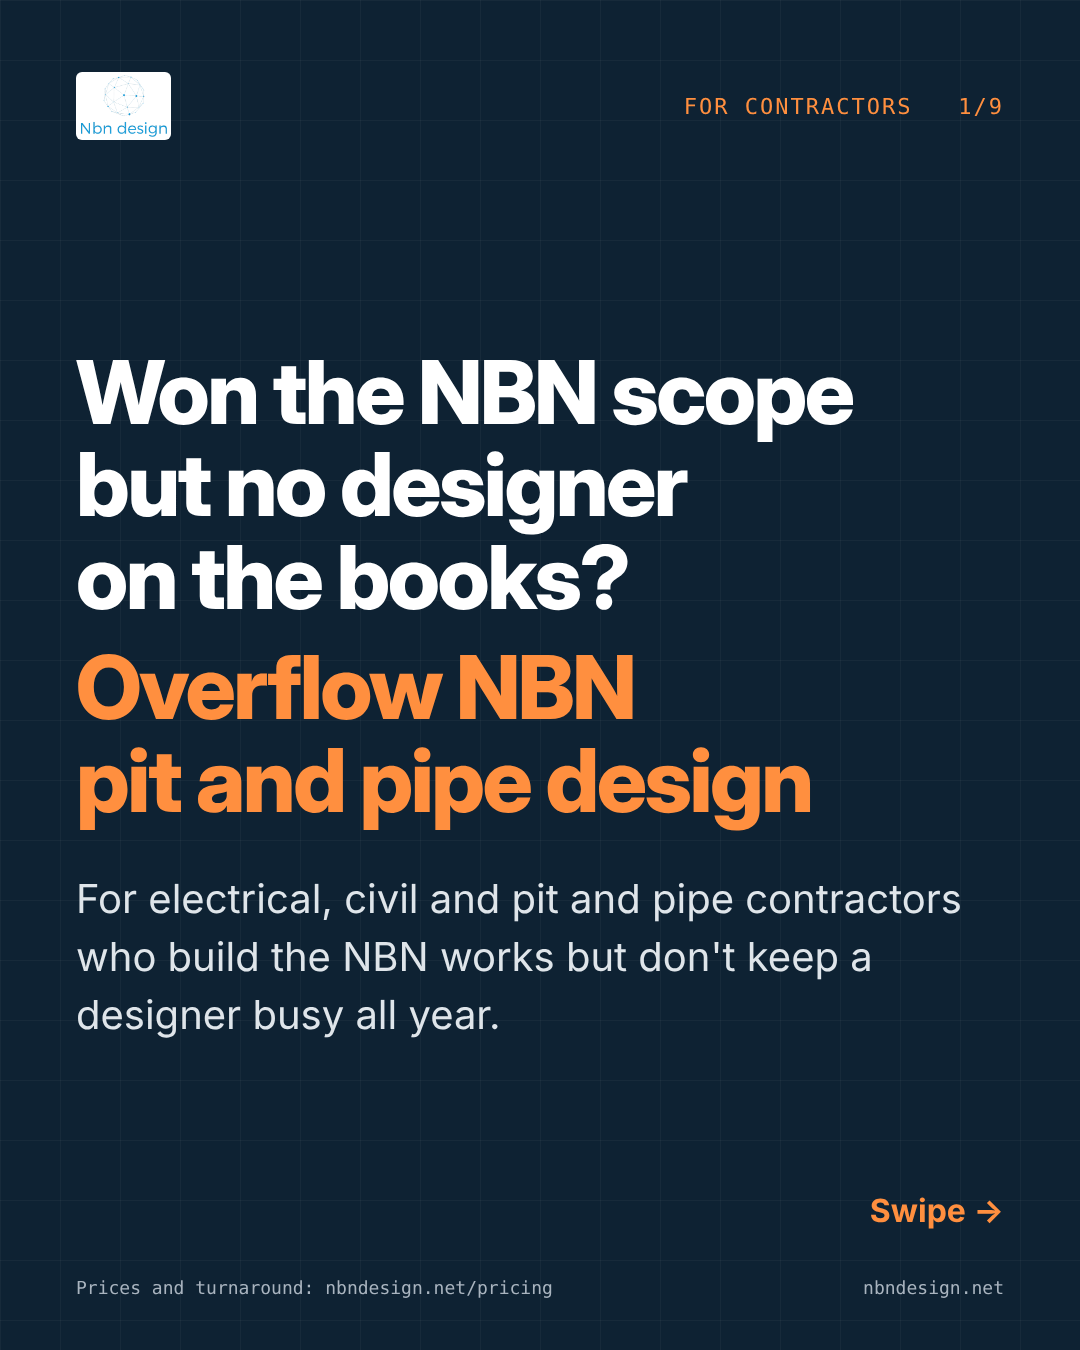 Nbn design
FOR CONTRACTORS 1/9
Won the NBN scope
but no designer
on the books?
Overflow NBN
pit and pipe design
For electrical, civil and pit and pipe contractors
who build the NBN works but don't keep a
designer busy all year.
Swipe →
Prices and turnaround: nbndesign.net/pricing
nbndesign.net